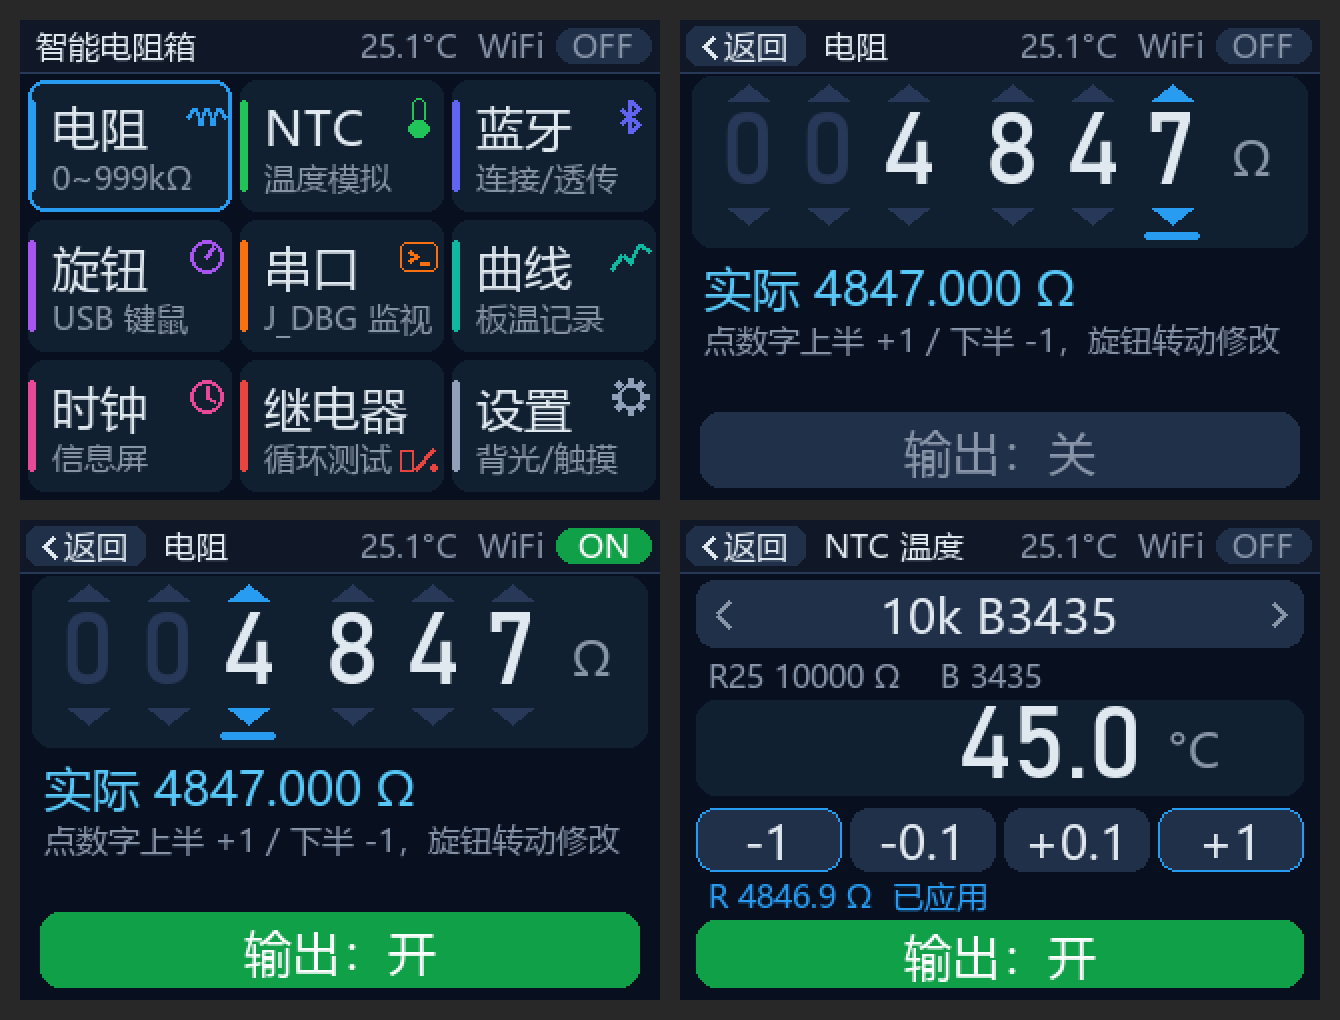 智能电阻箱 25.1°C WiFi OFF
电阻
0~999kΩ
NTC
温度模拟
蓝牙
连接/透传
旋钮
USB 键鼠
串口
J_DBG 监视
曲线
板温记录
时钟
信息屏
继电器
循环测试
设置
背光/触摸
返回 电阻 25.1°C WiFi OFF
0 0 4 8 4 7 Ω
实际 4847.000 Ω
点数字上半 +1 / 下半 -1，旋钮转动修改
输出：关
返回 电阻 25.1°C WiFi ON
0 0 4 8 4 7 Ω
实际 4847.000 Ω
点数字上半 +1 / 下半 -1，旋钮转动修改
输出：开
返回 NTC 温度 25.1°C WiFi OFF
10k B3435
R25 10000 Ω B 3435
45.0 °C
-1 -0.1 +0.1 +1
R 4846.9 Ω 已应用
输出：开